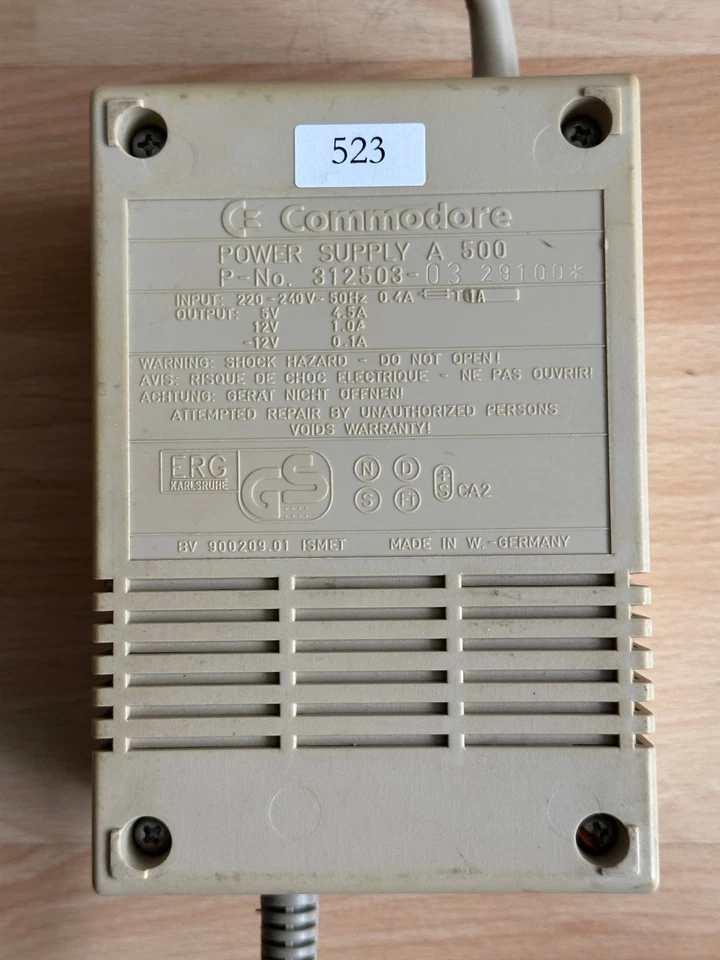 523
Commodore
POWER SUPPLY A 500
P-No. 312503-03 29100*
INPUT: 220-240V~50Hz 0.4A T1A
OUTPUT: 5V 4.5A
12V 1.0A
-12V 0.1A
WARNING: SHOCK HAZARD - DO NOT OPEN!
AVIS: RISQUE DE CHOC ELECTRIQUE - NE PAS OUVRIR!
ACHTUNG: GERÄT NICHT ÖFFNEN!
ATTEMPTED REPAIR BY UNAUTHORIZED PERSONS
VOIDS WARRANTY!
ERG
KARLSRUHE
GS
N D
S FI
+S CA2
BV 900209.01 ISMET MADE IN W.-GERMANY